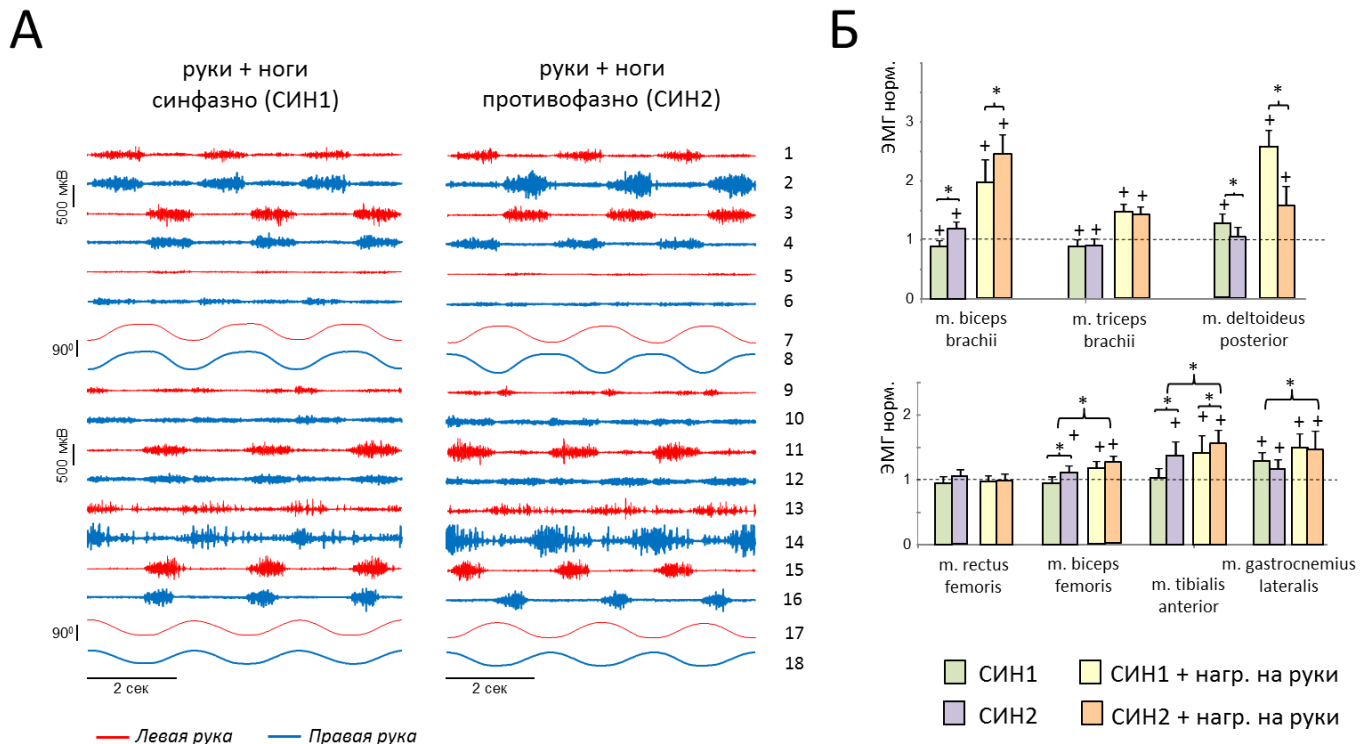 А
руки + ноги
синфазно (СИН1)
руки + ноги
противофазно (СИН2)
500 мкВ
90⁰
500 мкВ
90⁰
1
2
3
4
5
6
7
8
9
10
11
12
13
14
15
16
17
18
2 сек
2 сек
Левая рука
Правая рука
Б
ЭМГ норм.
3
2
1
0
* + + * + + + + + + + * + * + +
m. biceps
brachii
m. triceps
brachii
m. deltoideus
posterior
ЭМГ норм.
2
1
0
* * + + + * * + * + + * + + + +
m. rectus
femoris
m. biceps
femoris
m. tibialis
anterior
m. gastrocnemius
lateralis
СИН1
СИН1 + нагр. на руки
СИН2
СИН2 + нагр. на руки